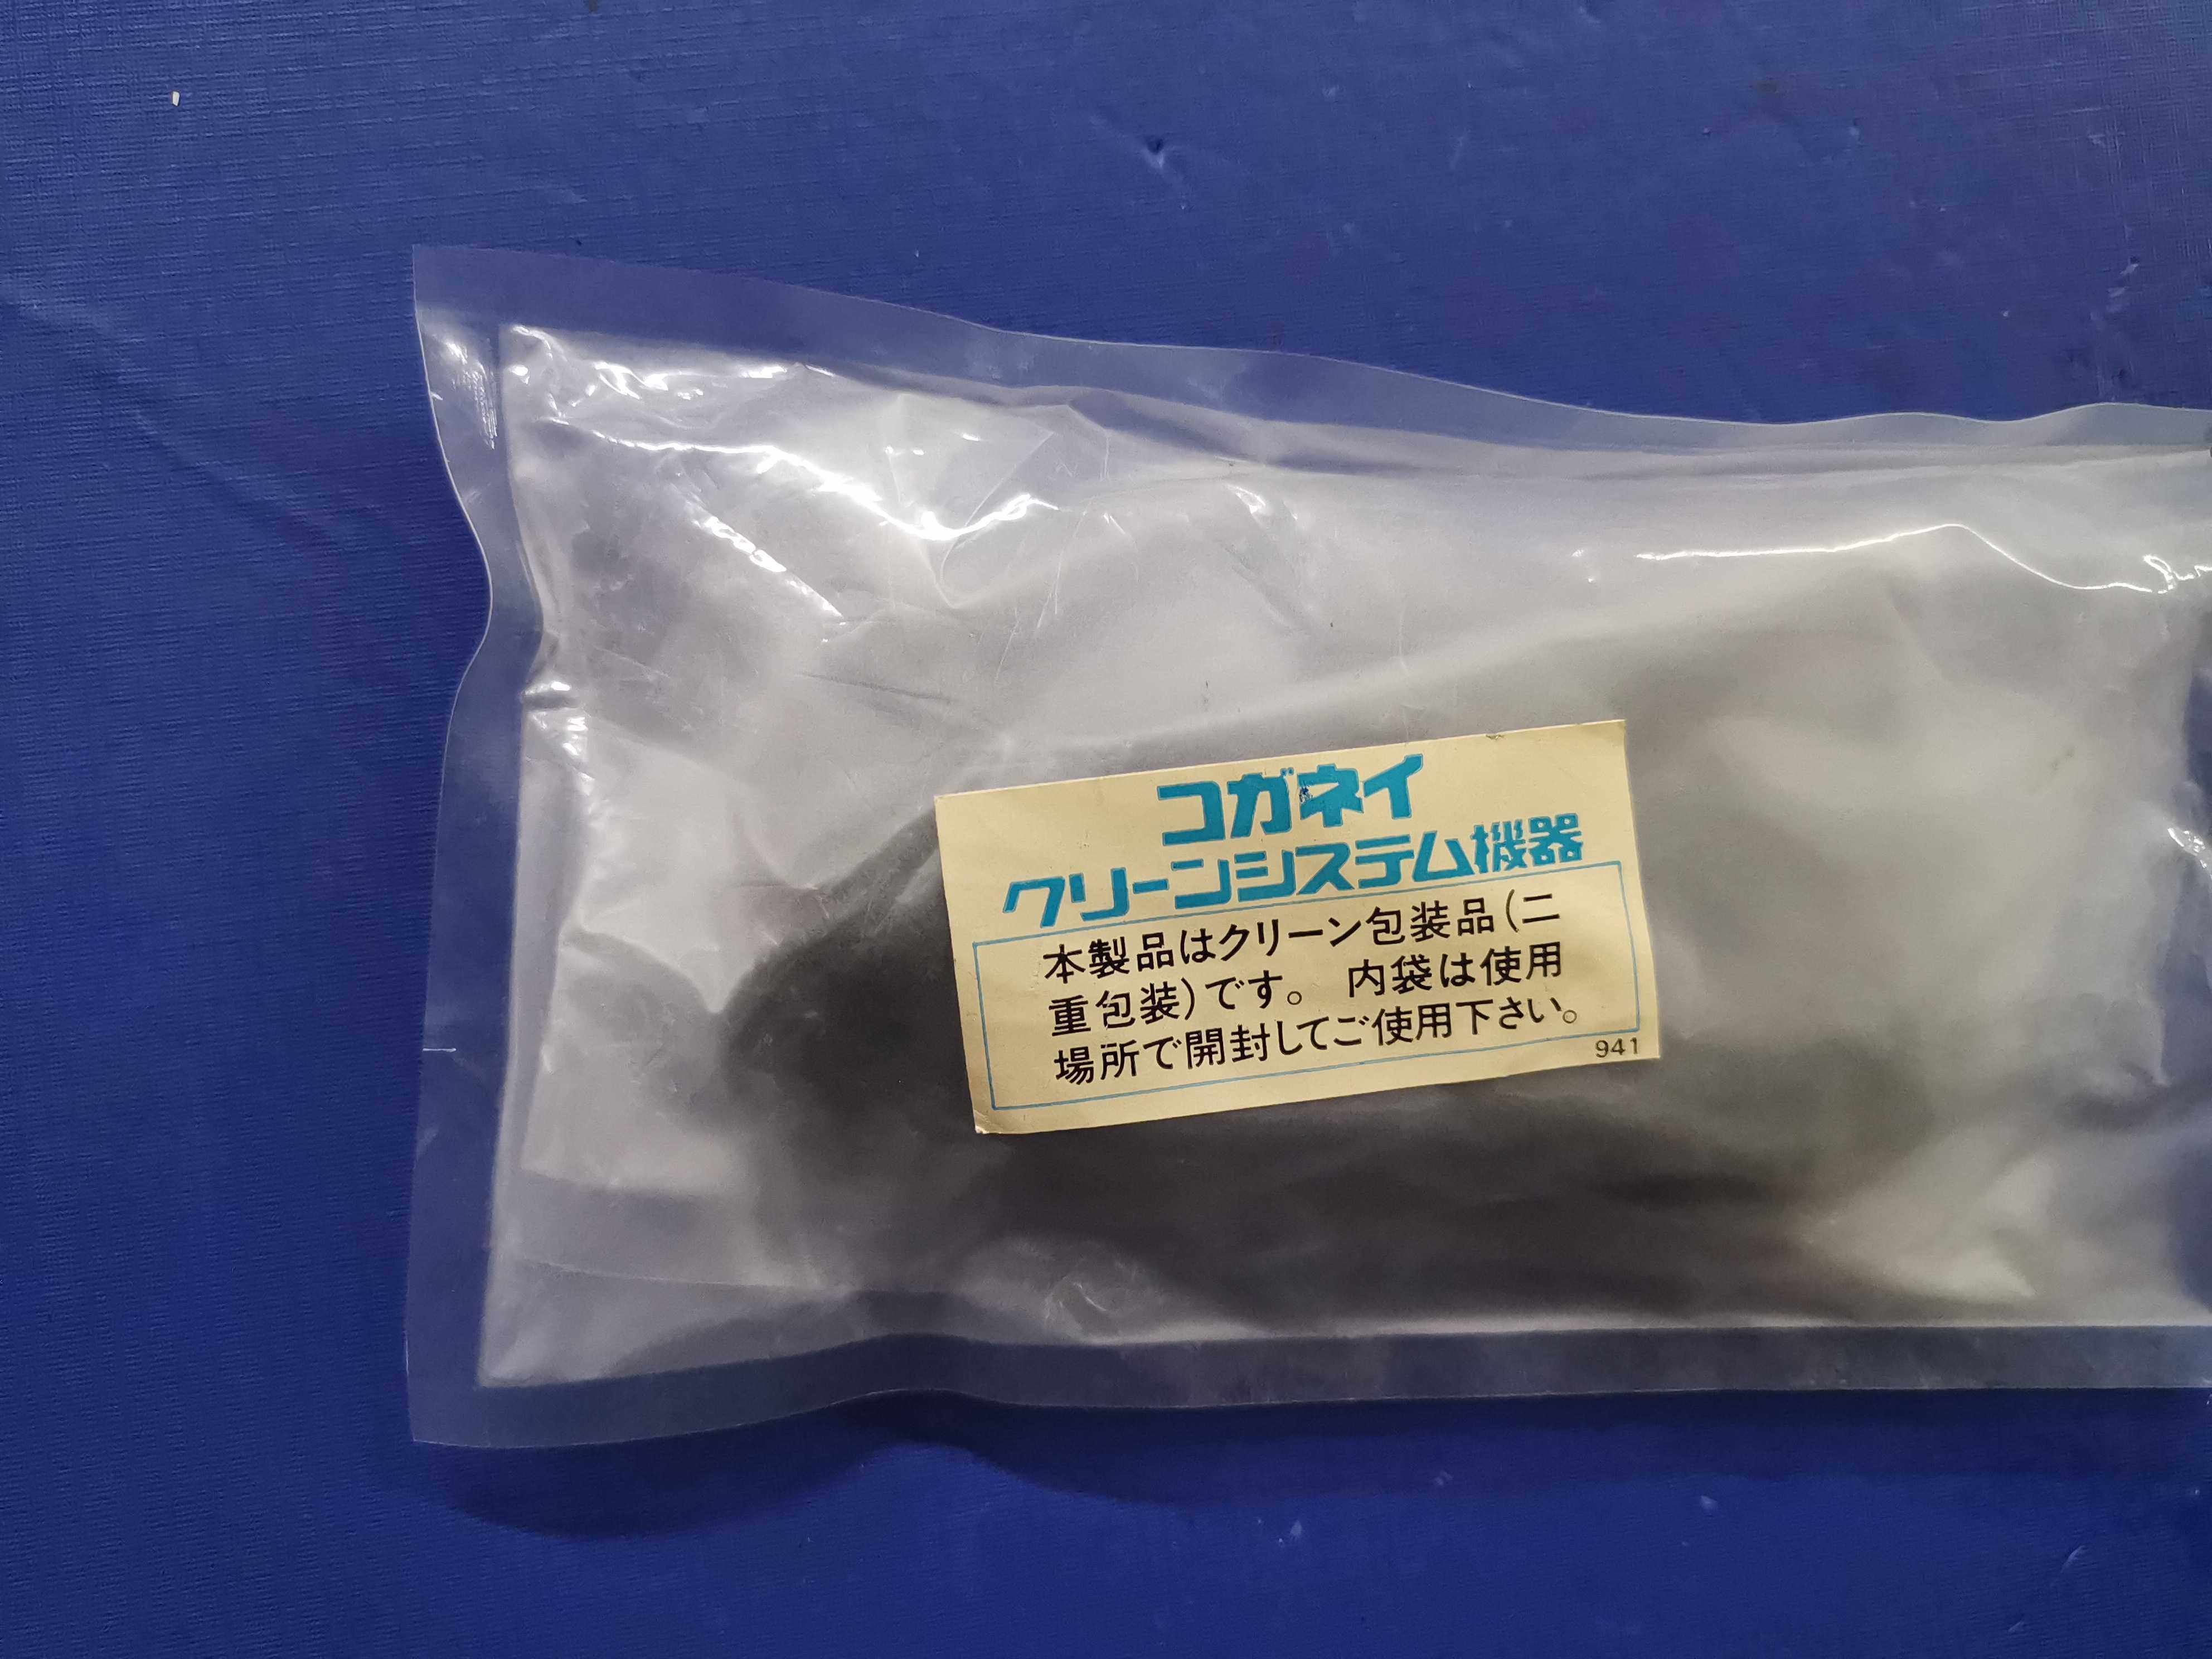 コガネイ
クリーンシステム機器
本製品はクリーン包装品(二
重包装)です。 内袋は使用
場所で開封してご使用下さい。
941